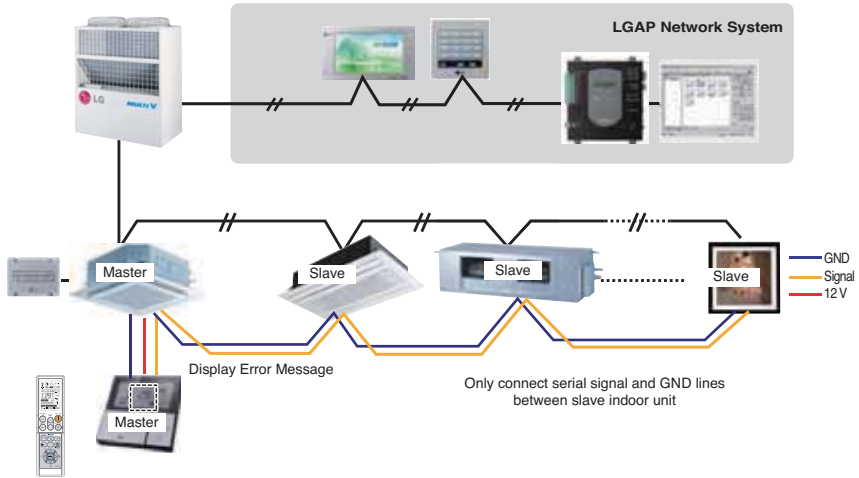 LGAP Network System
LG
MULTI V
Master
Slave
Slave
Slave
GND
Signal
12 V
Display Error Message
Only connect serial signal and GND lines
between slave indoor unit
Master